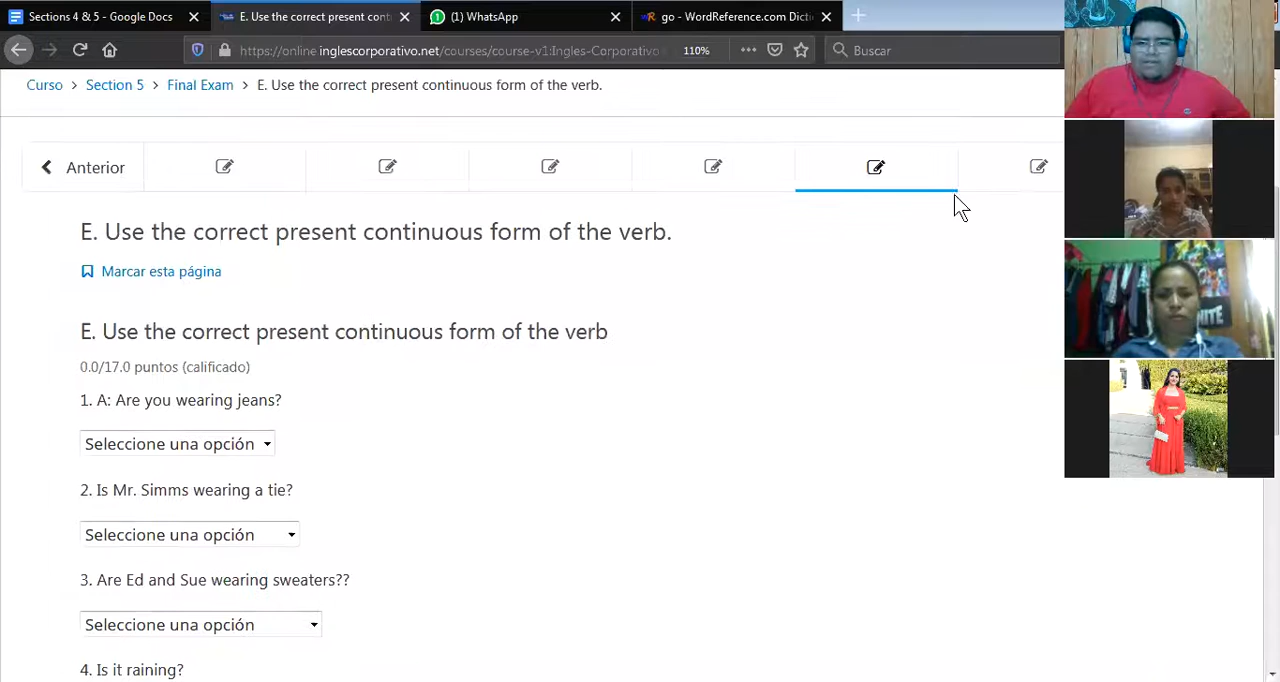 Sections 4 & 5 - Google Docs
E. Use the correct present cont
(1) WhatsApp
go - WordReference.com Dicti
https://online.inglescorporativo.net/courses/course-v1:Ingles-Corporativo
110%
Buscar
Curso > Section 5 > Final Exam > E. Use the correct present continuous form of the verb.
Anterior
E. Use the correct present continuous form of the verb.
Marcar esta página
E. Use the correct present continuous form of the verb
0.0/17.0 puntos (calificado)
1. A: Are you wearing jeans?
Seleccione una opción
2. Is Mr. Simms wearing a tie?
Seleccione una opción
3. Are Ed and Sue wearing sweaters??
Seleccione una opción
4. Is it raining?